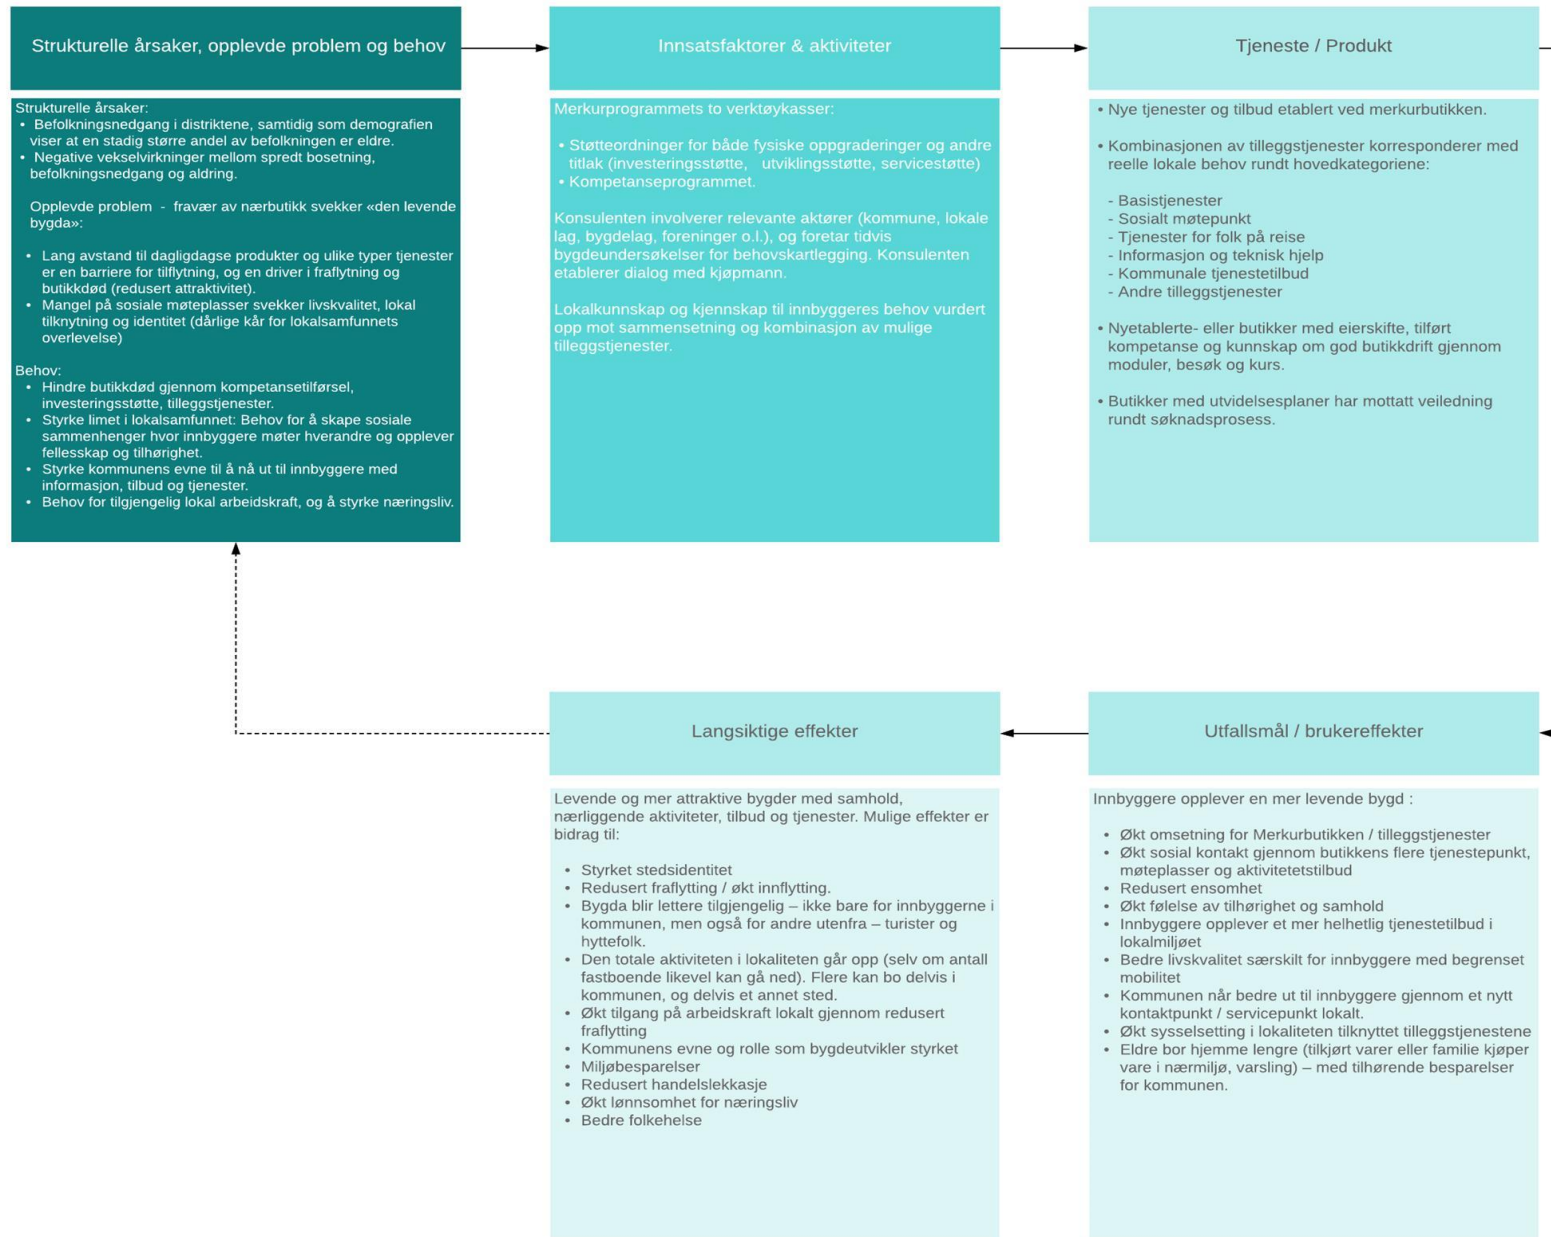 Strukturelle årsaker, opplevde problem og behov
Strukturelle årsaker:
• Befolkningsnedgang i distriktene, samtidig som demografien
viser at en stadig større andel av befolkningen er eldre.
• Negative vekselvirkninger mellom spredt bosetning,
befolkningsnedgang og aldring.
Opplevde problem - fravær av nærbutikk svekker «den levende
bygda»:
• Lang avstand til dagligdagse produkter og ulike typer tjenester
er en barriere for tilflytning, og en driver i fraflytning og
butikkdød (redusert attraktivitet).
• Mangel på sosiale møteplasser svekker livskvalitet, lokal
tilknytning og identitet (dårlige kår for lokalsamfunnets
overlevelse)
Behov:
• Hindre butikkdød gjennom kompetansetilførsel,
investeringsstøtte, tilleggstjenester.
• Styrke limet i lokalsamfunnet: Behov for å skape sosiale
sammenhenger hvor innbyggere møter hverandre og opplever
fellesskap og tilhørighet.
• Styrke kommunens evne til å nå ut til innbyggere med
informasjon, tilbud og tjenester.
• Behov for tilgjengelig lokal arbeidskraft, og å styrke næringsliv.
Innsatsfaktorer & aktiviteter
Merkurprogrammets to verktøykasser:
• Støtteordninger for både fysiske oppgraderinger og andre
titlak (investeringsstøtte, utviklingsstøtte, servicestøtte)
• Kompetanseprogrammet.
Konsulenten involverer relevante aktører (kommune, lokale
lag, bygdelag, foreninger o.l.), og foretar tidvis
bygdeundersøkelser for behovskartlegging. Konsulenten
etablerer dialog med kjøpmann.
Lokalkunnskap og kjennskap til innbyggeres behov vurdert
opp mot sammensetning og kombinasjon av mulige
tilleggstjenester.
Tjeneste / Produkt
• Nye tjenester og tilbud etablert ved merkurbutikken.
• Kombinasjonen av tilleggstjenester korresponderer med
reelle lokale behov rundt hovedkategoriene:
- Basistjenester
- Sosialt møtepunkt
- Tjenester for folk på reise
- Informasjon og teknisk hjelp
- Kommunale tjenestetilbud
- Andre tilleggstjenester
• Nyetablerte- eller butikker med eierskifte, tilført
kompetanse og kunnskap om god butikkdrift gjennom
moduler, besøk og kurs.
• Butikker med utvidelsesplaner har mottatt veiledning
rundt søknadsprosess.
Utfallsmål / brukereffekter
Innbyggere opplever en mer levende bygd :
• Økt omsetning for Merkurbutikken / tilleggstjenester
• Økt sosial kontakt gjennom butikkens flere tjenestepunkt,
møteplasser og aktivitetetstilbud
• Redusert ensomhet
• Økt følelse av tilhørighet og samhold
• Innbyggere opplever et mer helhetlig tjenestetilbud i
lokalmiljøet
• Bedre livskvalitet særskilt for innbyggere med begrenset
mobilitet
• Kommunen når bedre ut til innbyggere gjennom et nytt
kontaktpunkt / servicepunkt lokalt.
• Økt sysselsetting i lokaliteten tilknyttet tilleggstjenestene
• Eldre bor hjemme lengre (tilkjørt varer eller familie kjøper
vare i nærmiljø, varsling) – med tilhørende besparelser
for kommunen.
Langsiktige effekter
Levende og mer attraktive bygder med samhold,
nærliggende aktiviteter, tilbud og tjenester. Mulige effekter er
bidrag til:
• Styrket stedsidentitet
• Redusert fraflytting / økt innflytting.
• Bygda blir lettere tilgjengelig – ikke bare for innbyggerne i
kommunen, men også for andre utenfra – turister og
hyttefolk.
• Den totale aktiviteten i lokaliteten går opp (selv om antall
fastboende likevel kan gå ned). Flere kan bo delvis i
kommunen, og delvis et annet sted.
• Økt tilgang på arbeidskraft lokalt gjennom redusert
fraflytting
• Kommunens evne og rolle som bygdeutvikler styrket
• Miljøbesparelser
• Redusert handelslekkasje
• Økt lønnsomhet for næringsliv
• Bedre folkehelse